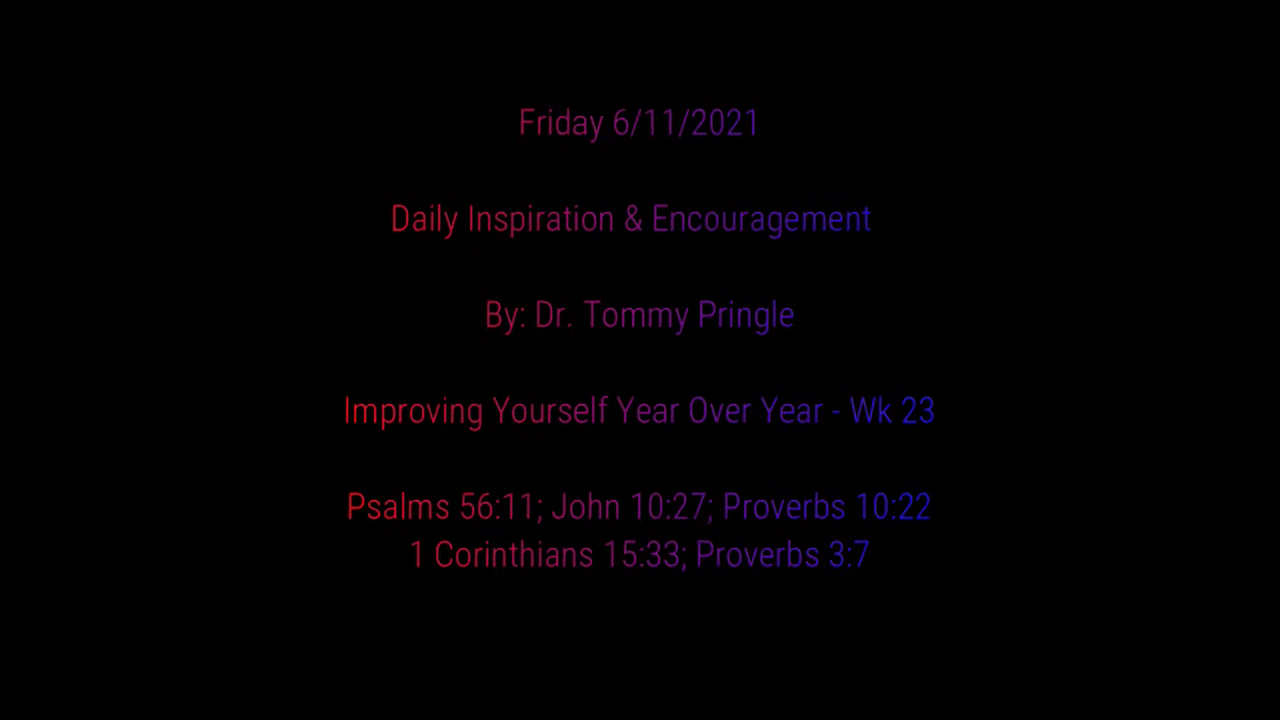 Friday 6/11/2021
Daily Inspiration & Encouragement
By: Dr. Tommy Pringle
Improving Yourself Year Over Year - Wk 23
Psalms 56:11; John 10:27; Proverbs 10:22
1 Corinthians 15:33; Proverbs 3:7